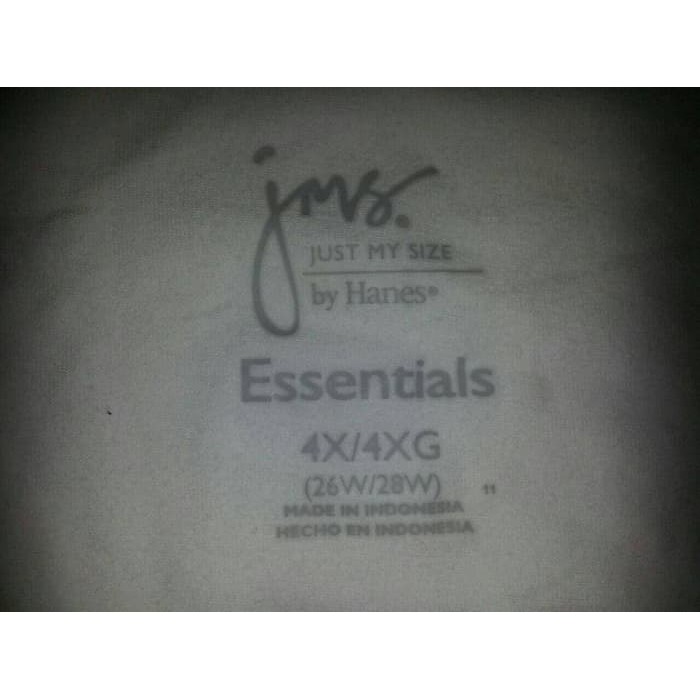 jms.
JUST MY SIZE
by Hanes®
Essentials
4X/4XG
(26W/28W) 11
MADE IN INDONESIA
HECHO EN INDONESIA